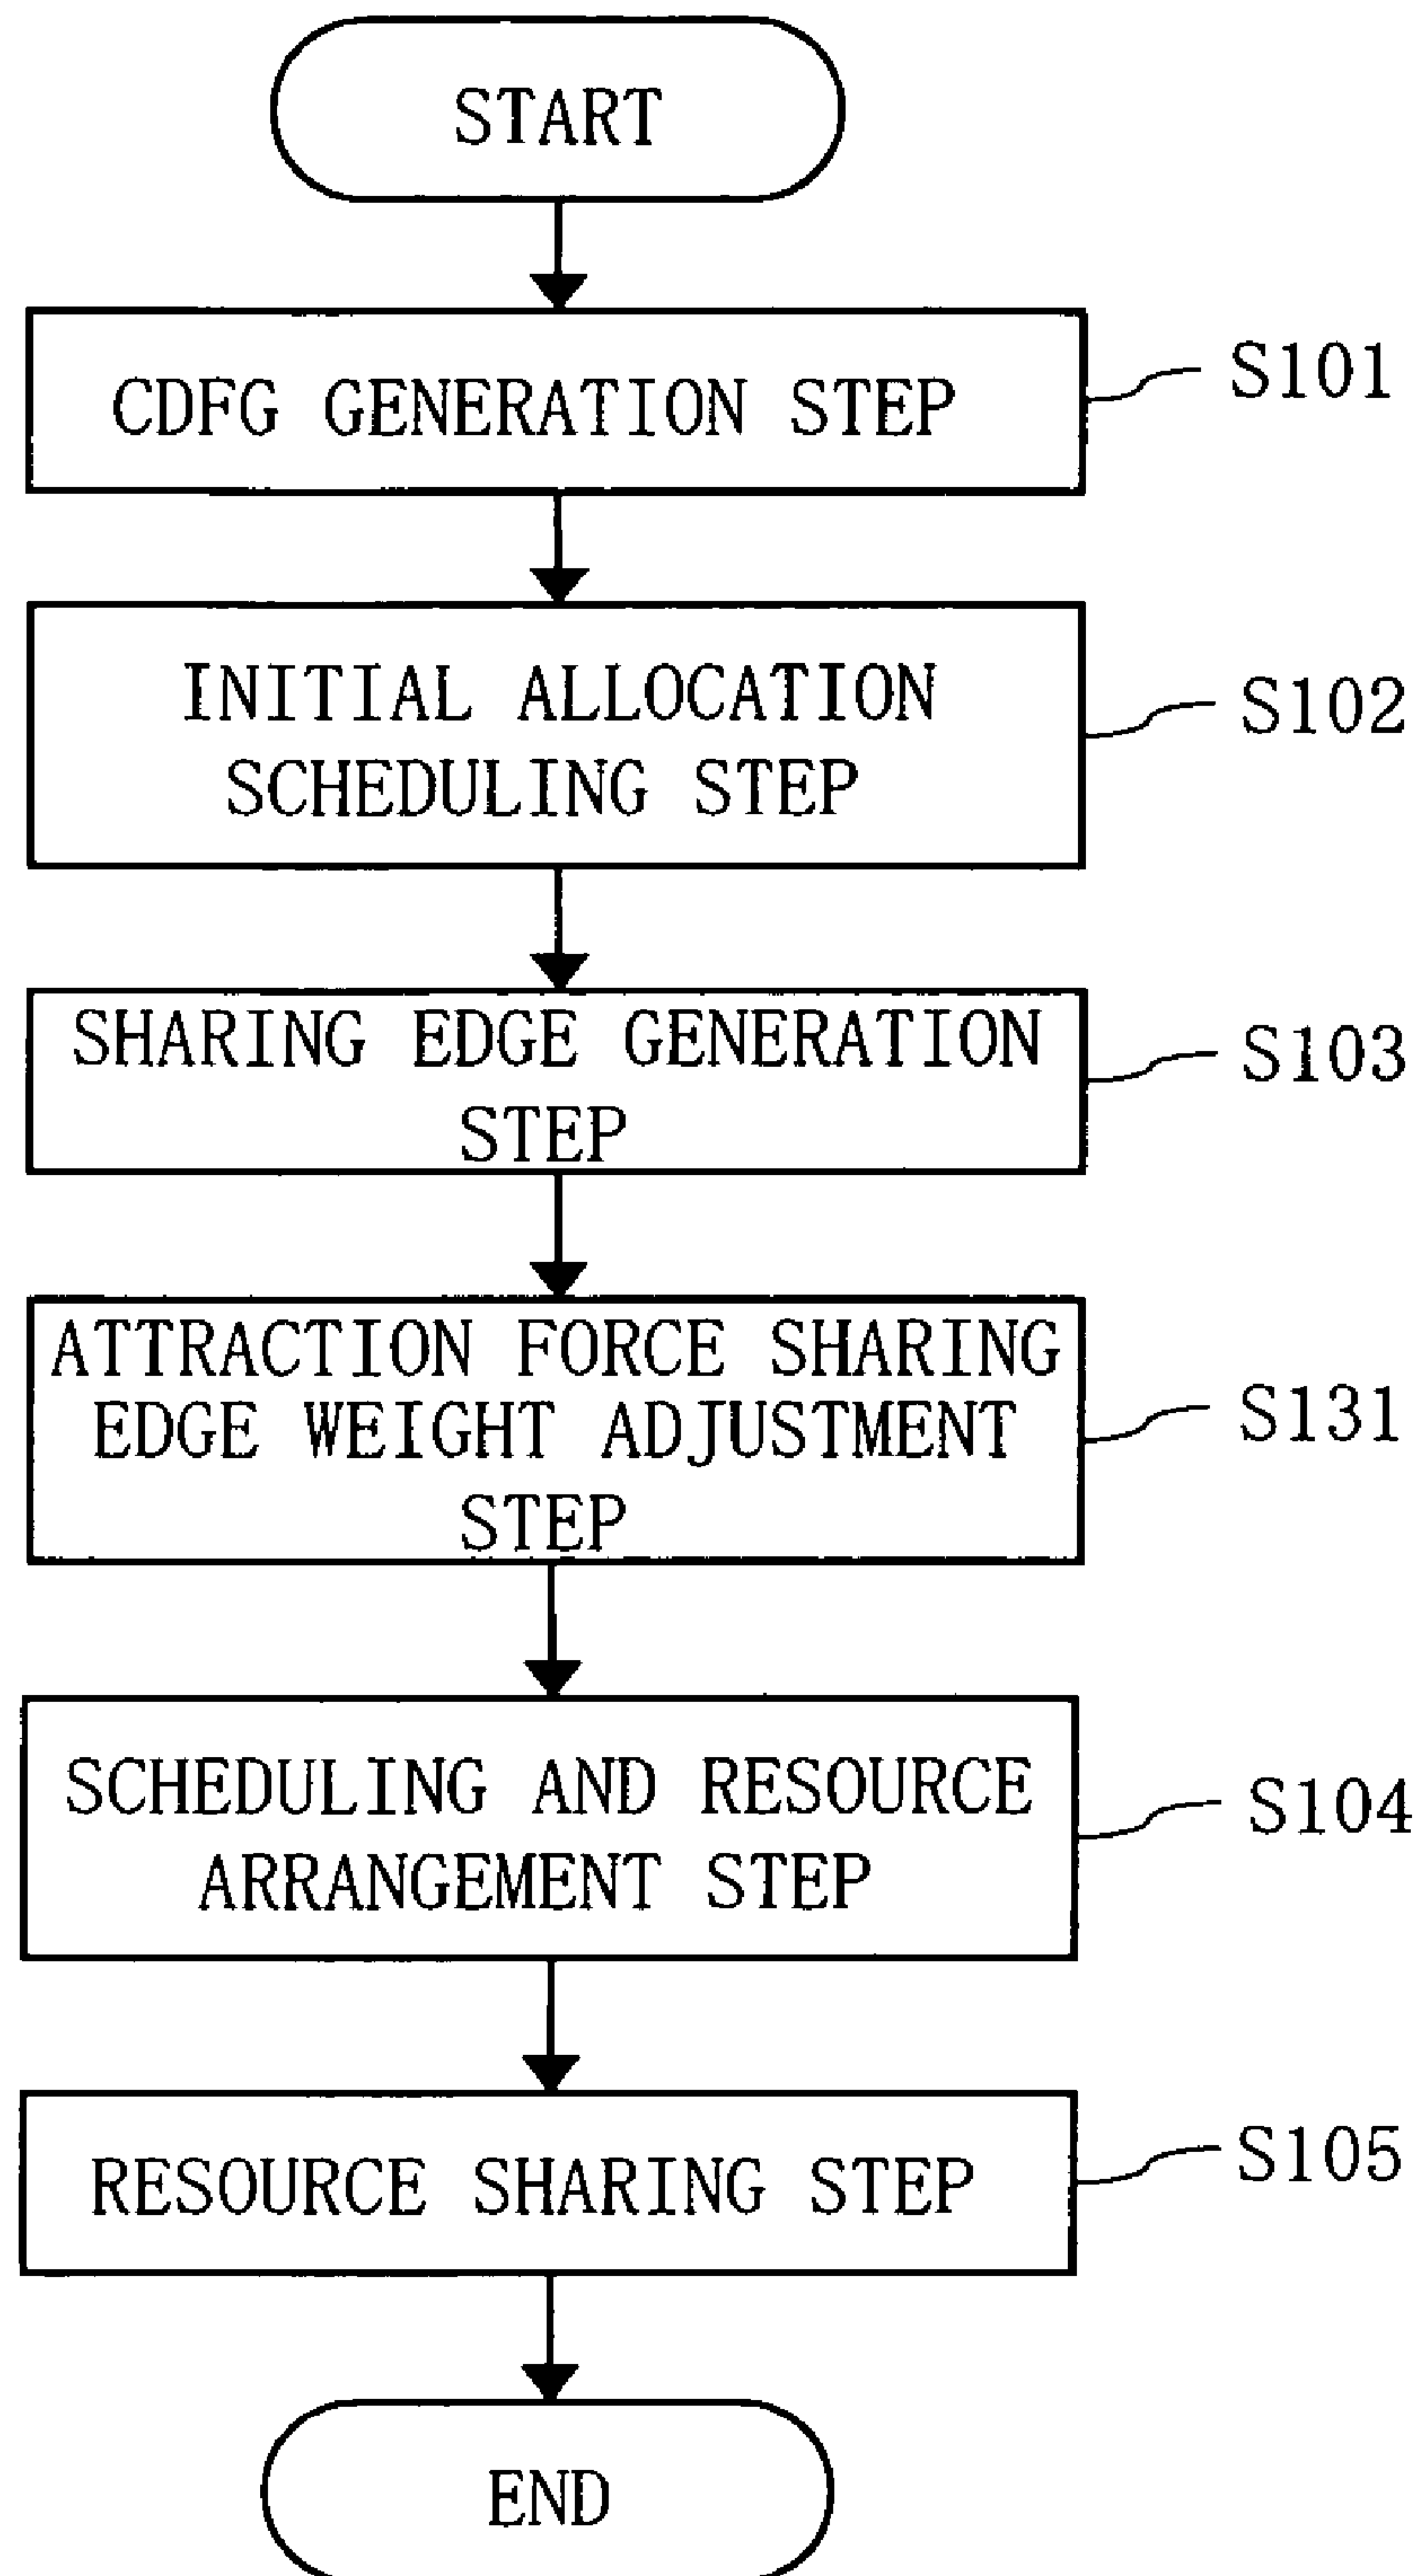 START
CDFG GENERATION STEP
S101
INITIAL ALLOCATION
SCHEDULING STEP
S102
SHARING EDGE GENERATION
STEP
S103
ATTRACTION FORCE SHARING
EDGE WEIGHT ADJUSTMENT
STEP
S131
SCHEDULING AND RESOURCE
ARRANGEMENT STEP
S104
RESOURCE SHARING STEP
S105
END